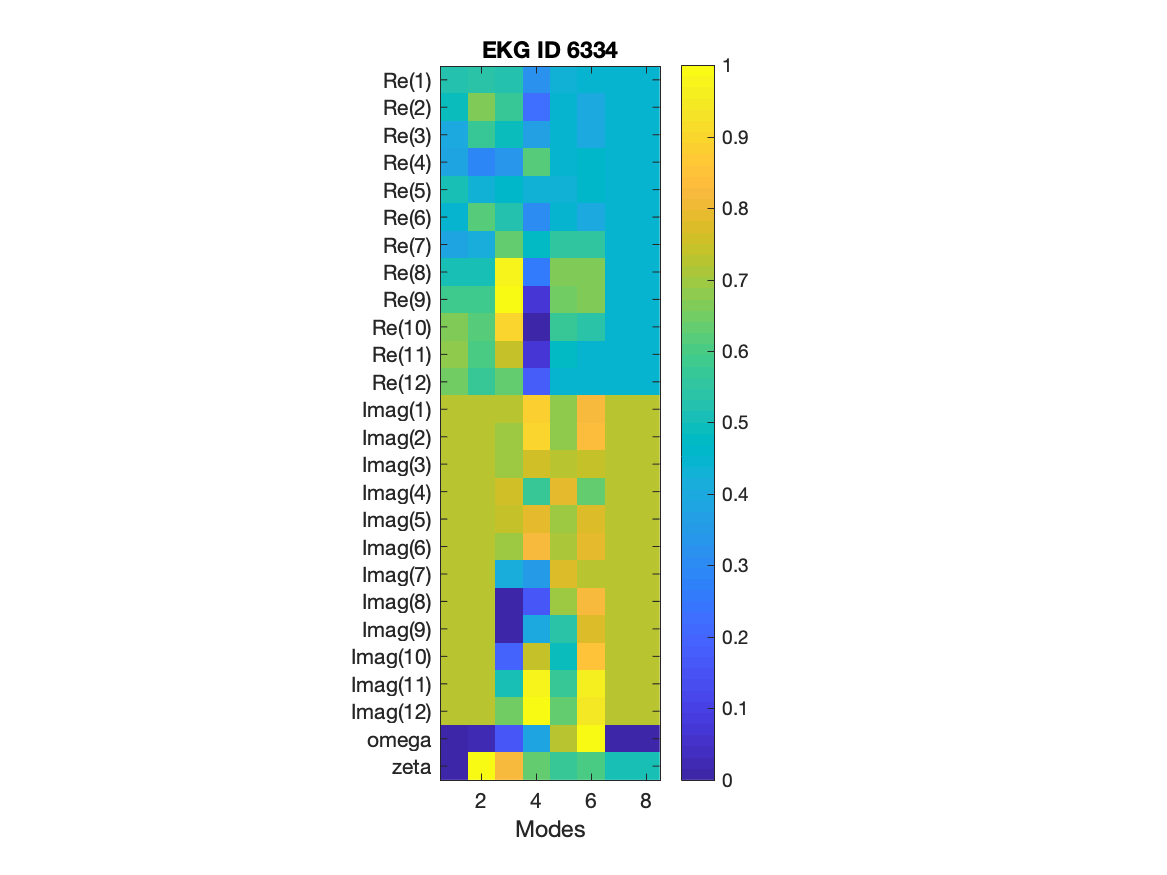 EKG ID 6334
Re(1)
Re(2)
Re(3)
Re(4)
Re(5)
Re(6)
Re(7)
Re(8)
Re(9)
Re(10)
Re(11)
Re(12)
Imag(1)
Imag(2)
Imag(3)
Imag(4)
Imag(5)
Imag(6)
Imag(7)
Imag(8)
Imag(9)
Imag(10)
Imag(11)
Imag(12)
omega
zeta
2 4 6 8
Modes
1
0.9
0.8
0.7
0.6
0.5
0.4
0.3
0.2
0.1
0